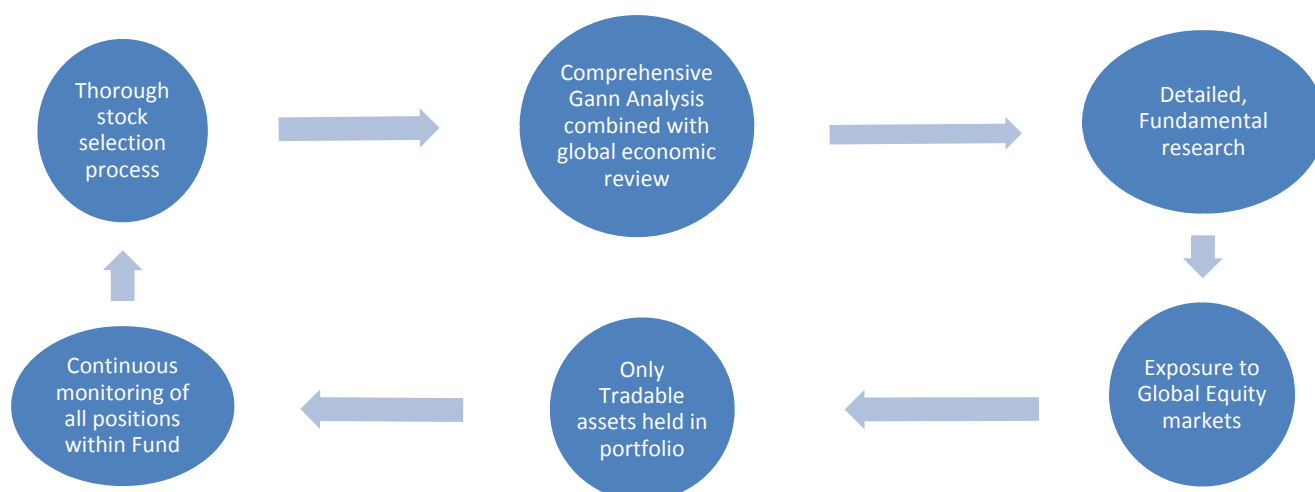 Thorough
stock
selection
process
Comprehensive
Gann Analysis
combined with
global economic
review
Detailed,
Fundamental
research
Exposure to
Global Equity
markets
Only
Tradable
assets held in
portfolio
Continuous
monitoring of
all positions
within Fund